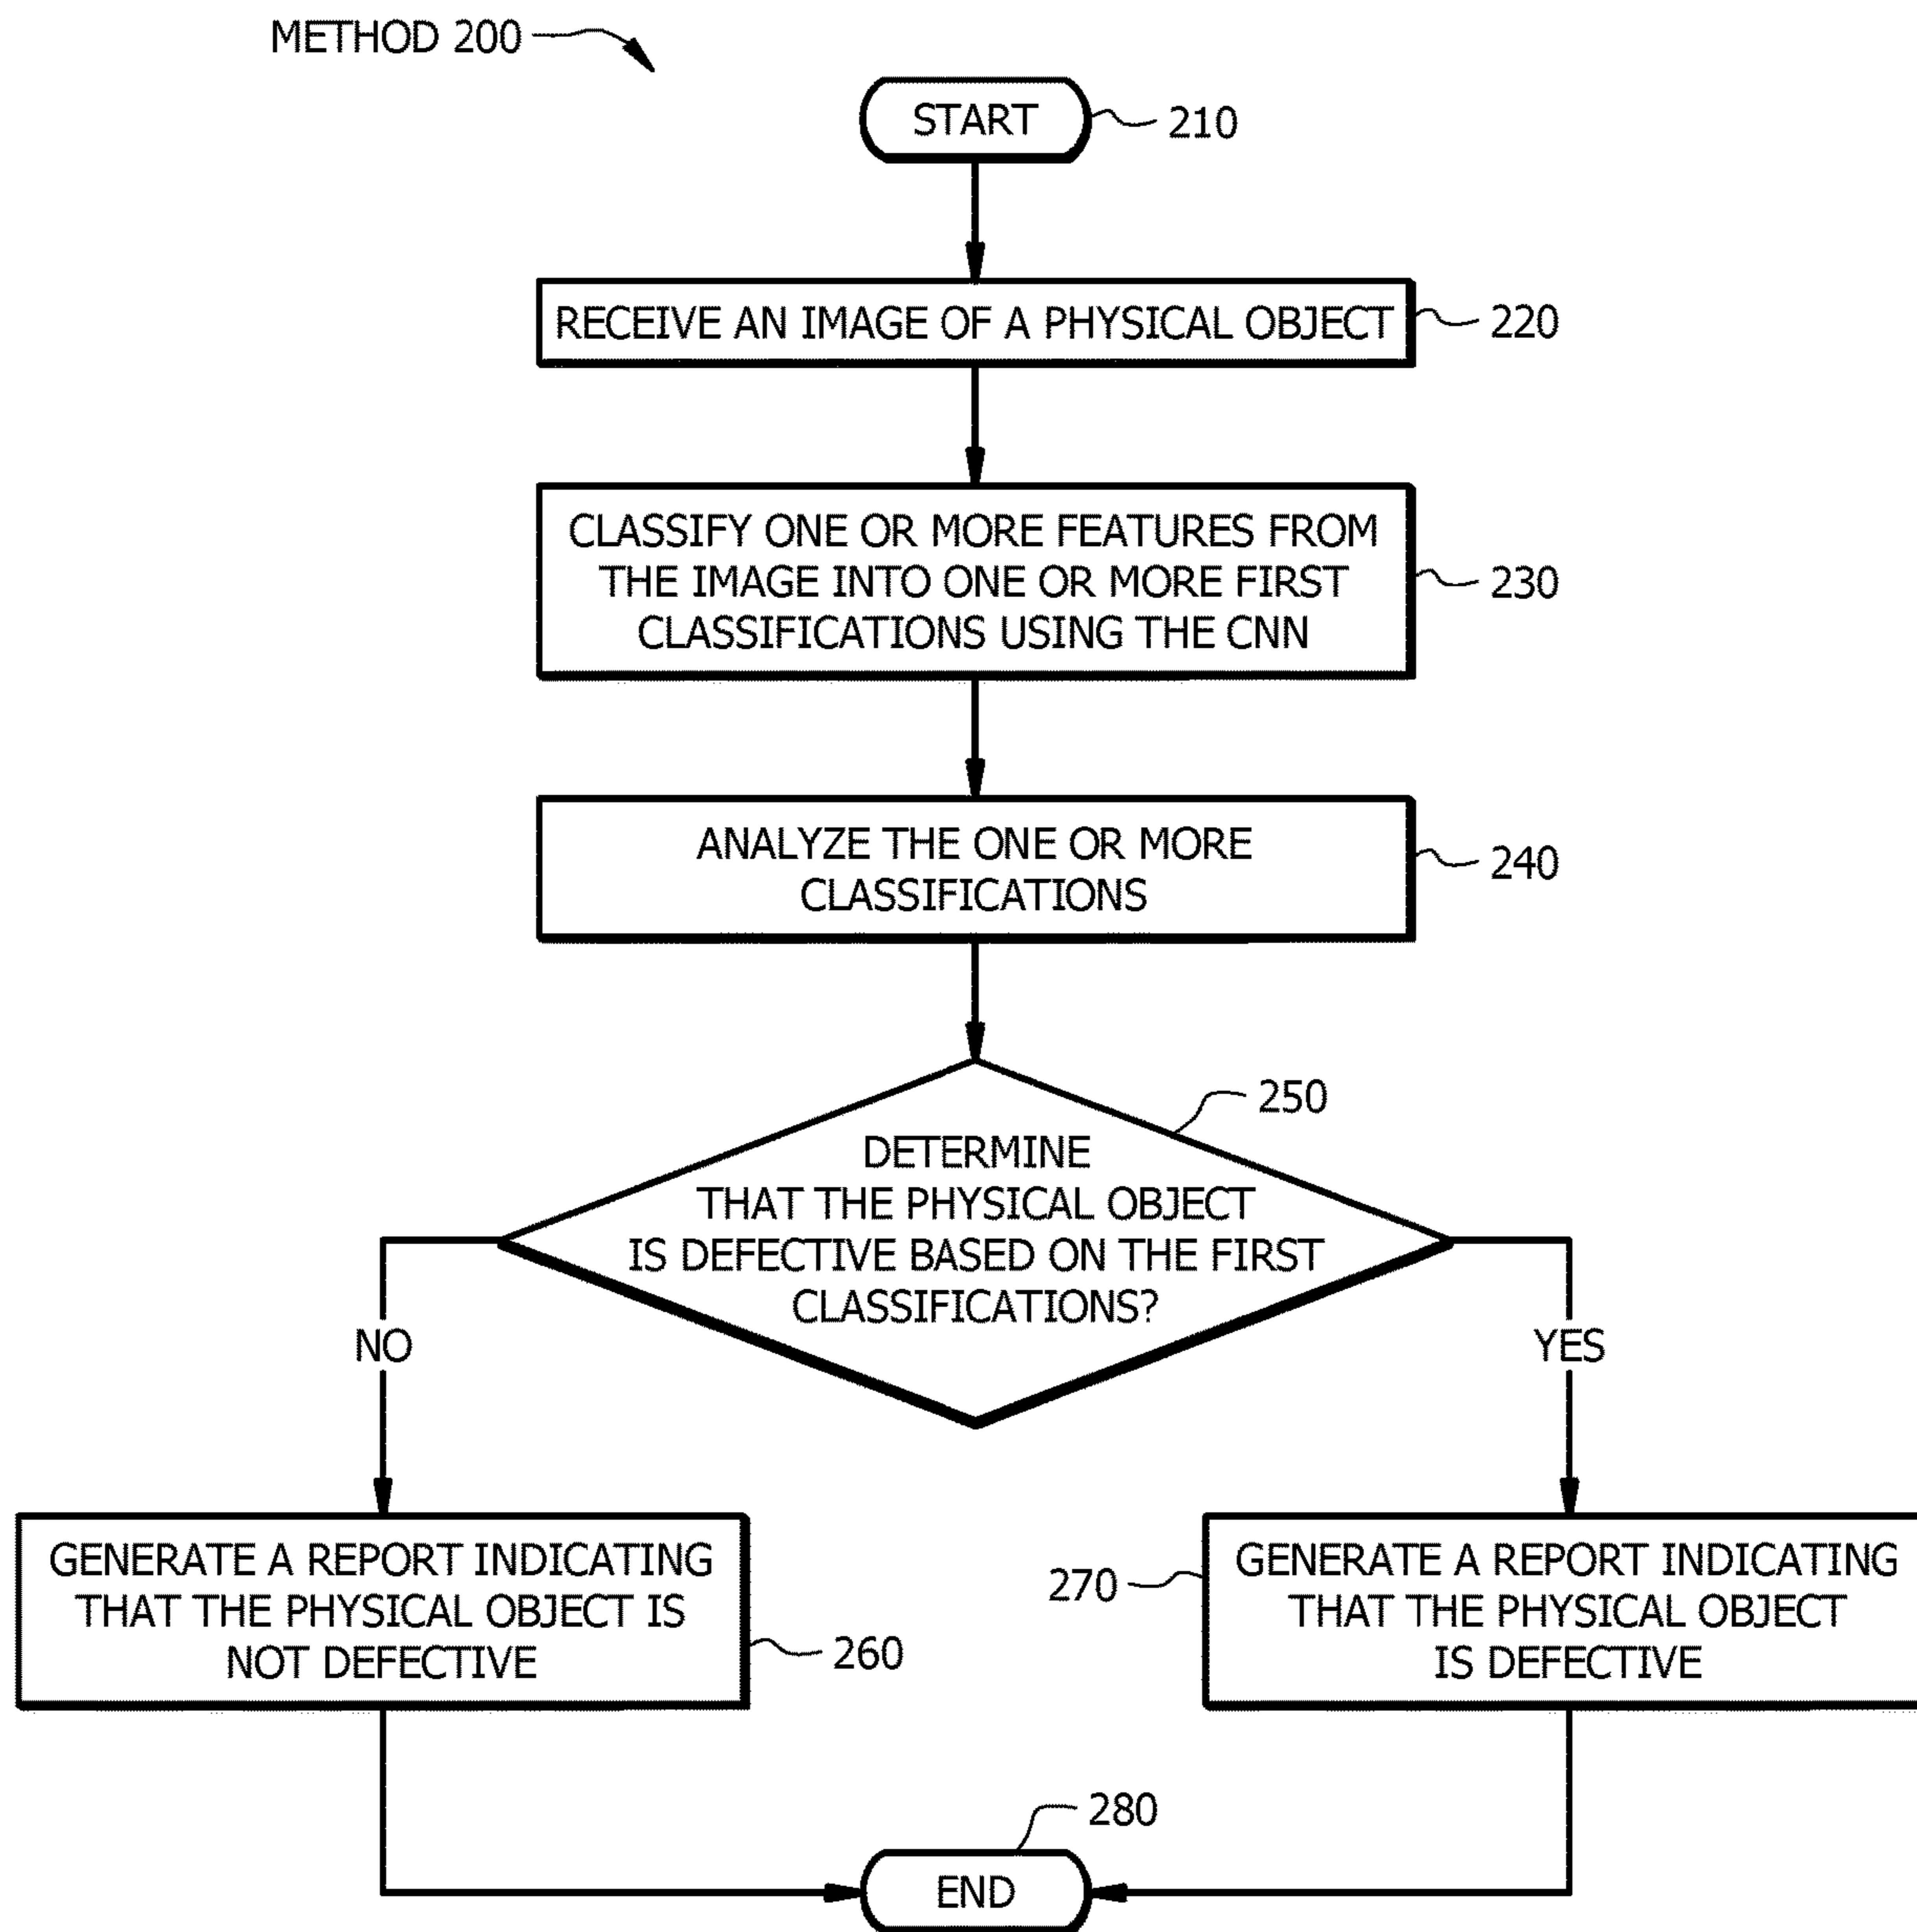 METHOD 200
START
210
RECEIVE AN IMAGE OF A PHYSICAL OBJECT
220
CLASSIFY ONE OR MORE FEATURES FROM
THE IMAGE INTO ONE OR MORE FIRST
CLASSIFICATIONS USING THE CNN
230
ANALYZE THE ONE OR MORE
CLASSIFICATIONS
240
250
DETERMINE
THAT THE PHYSICAL OBJECT
IS DEFECTIVE BASED ON THE FIRST
CLASSIFICATIONS?
NO
YES
GENERATE A REPORT INDICATING
THAT THE PHYSICAL OBJECT IS
NOT DEFECTIVE
260
270
GENERATE A REPORT INDICATING
THAT THE PHYSICAL OBJECT
IS DEFECTIVE
280
END